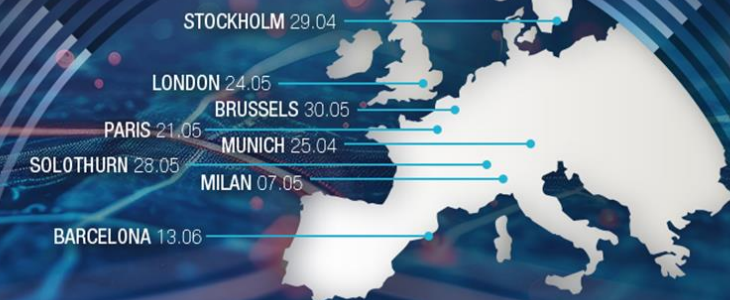 STOCKHOLM 29.04
LONDON 24.05
BRUSSELS 30.05
PARIS 21.05
MUNICH 25.04
SOLOTHURN 28.05
MILAN 07.05
BARCELONA 13.06